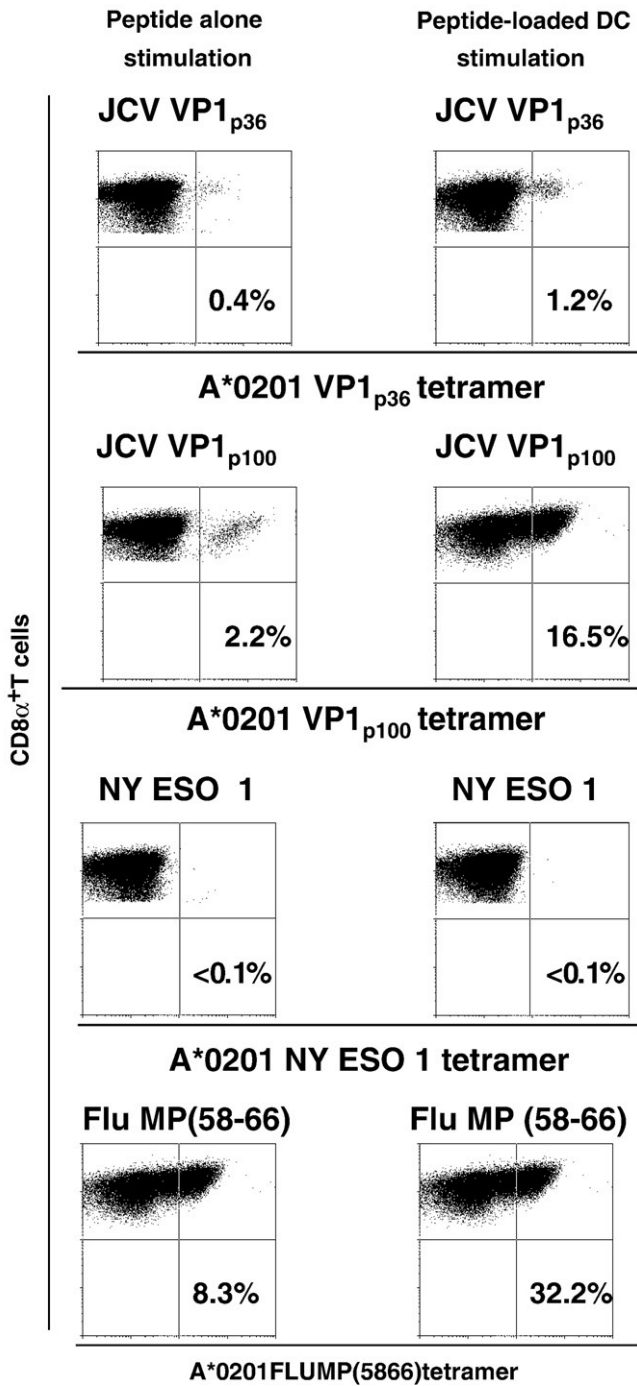 Peptide alone stimulation
Peptide-loaded DC stimulation
JCV VP1p36
JCV VP1p36
0.4%
1.2%
A*0201 VP1p36 tetramer
JCV VP1p100
JCV VP1p100
2.2%
16.5%
A*0201 VP1p100 tetramer
CD8α+T cells
NY ESO 1
NY ESO 1
<0.1%
<0.1%
A*0201 NY ESO 1 tetramer
Flu MP(58-66)
Flu MP (58-66)
8.3%
32.2%
A*0201FLUMP(5866)tetramer